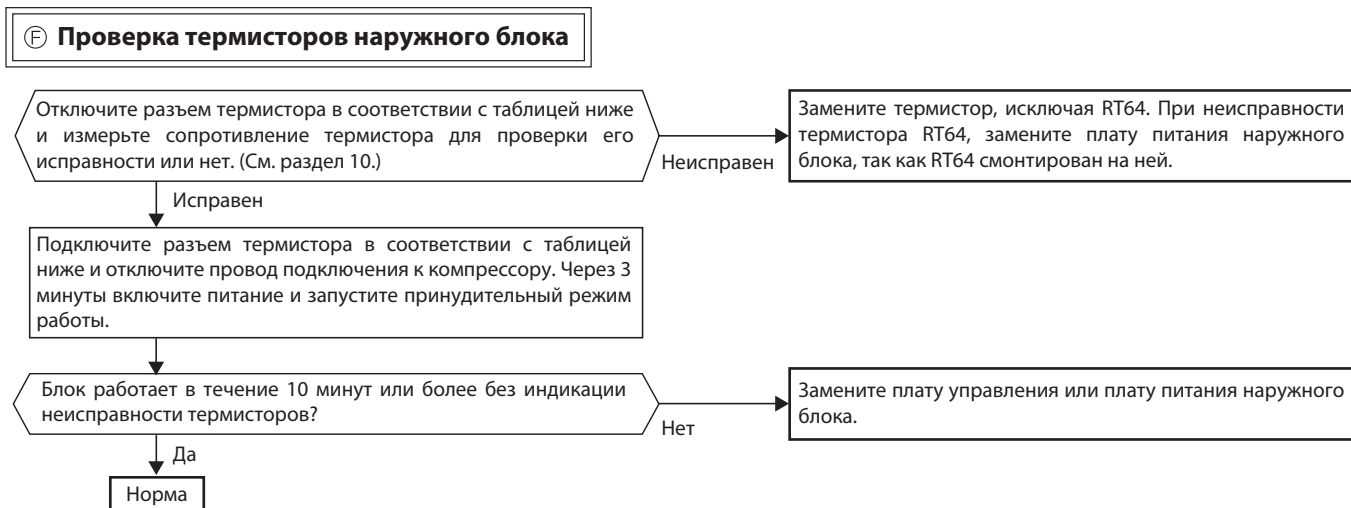 Ⓕ Проверка термисторов наружного блока
Отключите разъем термистора в соответствии с таблицей ниже
и измерьте сопротивление термистора для проверки его
исправности или нет. (См. раздел 10.)
Неисправен
Замените термистор, исключая RT64. При неисправности
термистора RT64, замените плату питания наружного
блока, так как RT64 смонтирован на ней.
Исправен
Подключите разъем термистора в соответствии с таблицей
ниже и отключите провод подключения к компрессору. Через 3
минуты включите питание и запустите принудительный режим
работы.
Блок работает в течение 10 минут или более без индикации
неисправности термисторов?
Нет
Замените плату управления или плату питания наружного
блока.
Да
Норма